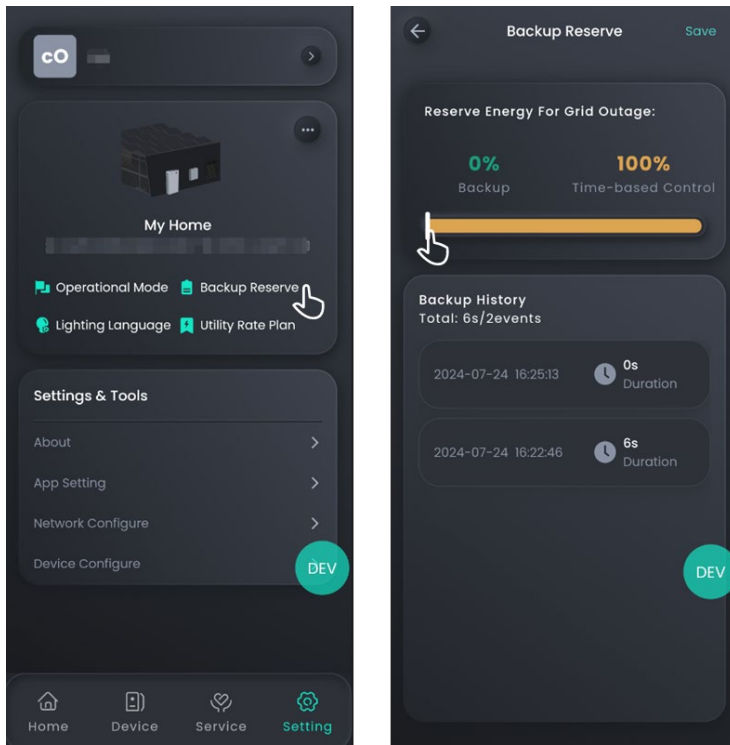 cO
My Home
Operational Mode
Backup Reserve
Lighting Language
Utility Rate Plan
Settings & Tools
About
App Setting
Network Configure
Device Configure
DEV
Home
Device
Service
Setting
Backup Reserve
Save
Reserve Energy For Grid Outage:
0%
Backup
100%
Time-based Control
Backup History
Total: 6s/2events
2024-07-24 16:25:13
0s
Duration
2024-07-24 16:22:46
6s
Duration
DEV